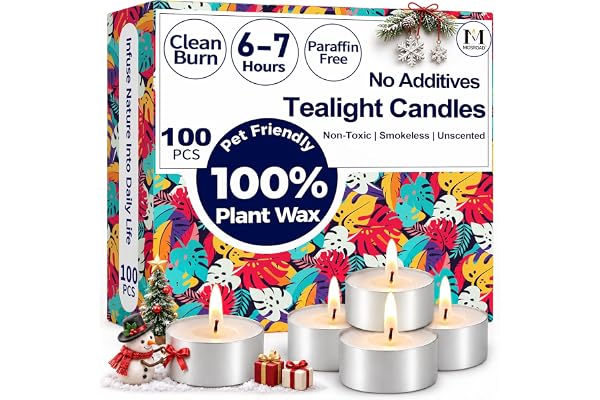 Clean
Burn
6-7
Hours
Paraffin
Free
M
MOSROAD
No Additives
Tealight Candles
Non-Toxic | Smokeless | Unscented
100
PCS
Pet Friendly
100%
Plant Wax
Infuse Nature Into Daily Life
100 PCS